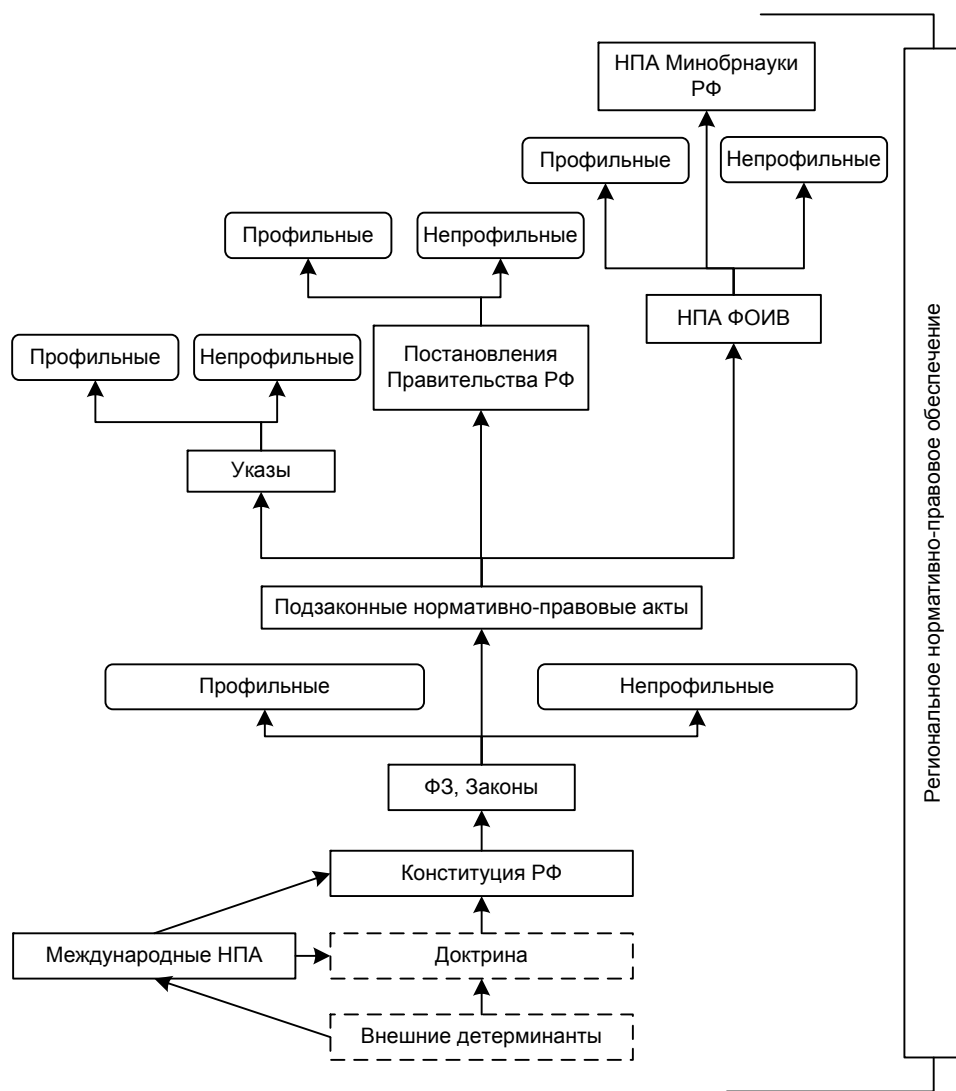 НПА Минобрнауки
РФ
Профильные
Непрофильные
Профильные
Непрофильные
НПА ФОИВ
Профильные
Непрофильные
Постановления
Правительства РФ
Указы
Подзаконные нормативно-правовые акты
Профильные
Непрофильные
ФЗ, Законы
Конституция РФ
Международные НПА
Доктрина
Внешние детерминанты
Региональное нормативно-правовое обеспечение